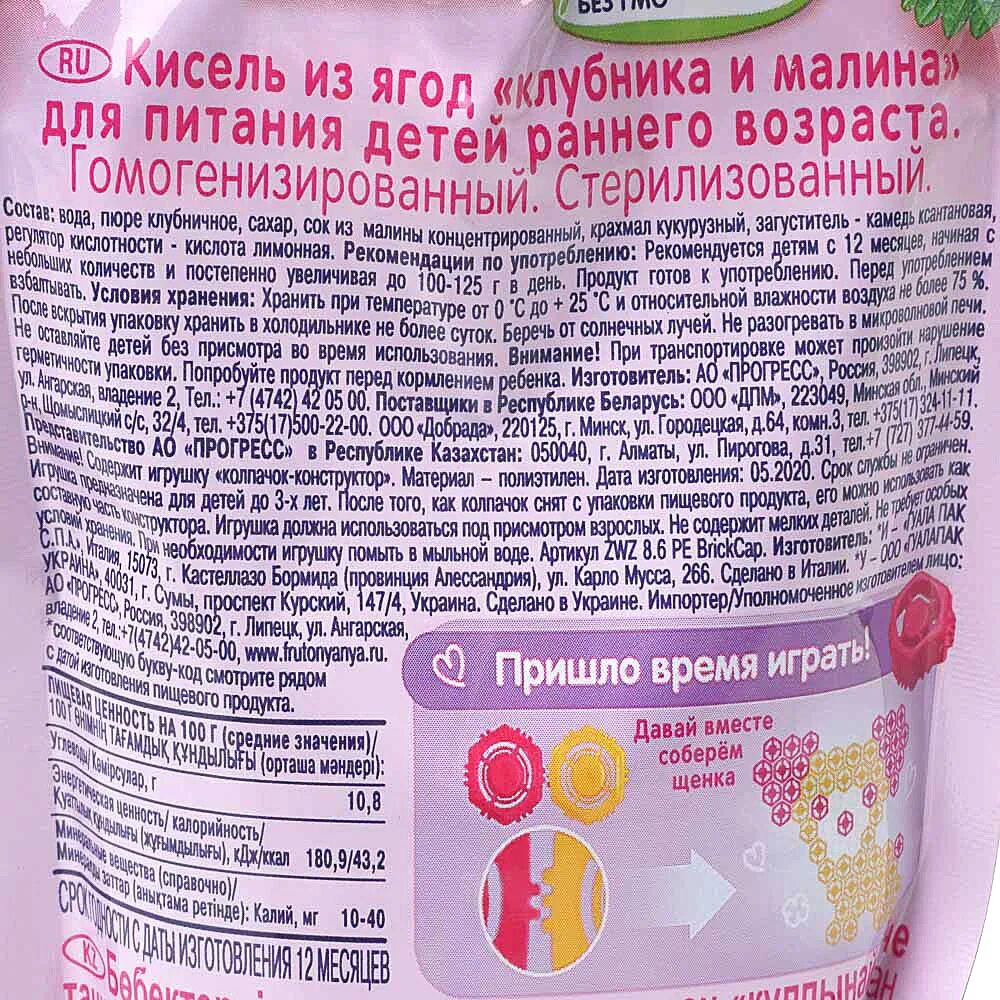 БЕЗ ГМО
RU Кисель из ягод «клубника и малина»
для питания детей раннего возраста.
Гомогенизированный. Стерилизованный.
Состав: вода, пюре клубничное, сахар, сок из малины концентрированный, крахмал кукурузный, загуститель - камедь ксантановая,
регулятор кислотности - кислота лимонная. Рекомендации по употреблению: Рекомендуется детям с 12 месяцев, начиная с
небольших количеств и постепенно увеличивая до 100-125 г в день. Продукт готов к употреблению. Перед употреблением
взбалтывать. Условия хранения: Хранить при температуре от 0 °С до + 25 °С и относительной влажности воздуха не более 75 %.
После вскрытия упаковку хранить в холодильнике не более суток. Беречь от солнечных лучей. Не разогревать в микроволновой печи.
Не оставляйте детей без присмотра во время использования. Внимание! При транспортировке может произойти нарушение
герметичности упаковки. Попробуйте продукт перед кормлением ребенка. Изготовитель: АО «ПРОГРЕСС», Россия, 398902, г. Липецк,
ул. Ангарская, владение 2, Тел.: +7 (4742) 42 05 00. Поставщики в Республике Беларусь: ООО «ДПМ», 223049, Минская обл., Минский
р-н, Щомыслицкий с/с, 32/4, тел. +375(17)500-22-00. ООО «Добрада», 220125, г. Минск, ул. Городецкая, д.64, комн.3, тел. +375(17)324-11-11.
Представительство АО «ПРОГРЕСС» в Республике Казахстан: 050040, г. Алматы, ул. Пирогова, д.31, тел.+7 (727) 377-44-59.
Внимание! Содержит игрушку «колпачок-конструктор». Материал – полиэтилен. Дата изготовления: 05.2020. Срок службы не ограничен.
Игрушка предназначена для детей до 3-х лет. После того, как колпачок снят с упаковки пищевого продукта, его можно использовать как
составную часть конструктора. Игрушка должна использоваться под присмотром взрослых. Не содержит мелких деталей. Не требует особых
условий хранения. При необходимости игрушку помыть в мыльной воде. Артикул ZWZ 8.6 PE BrickCap. Изготовитель: *И – «ГУАЛА ПАК
С.П.А.» Италия, 15073, г. Кастеллазо Бормида (провинция Алессандрия), ул. Карло Мусса, 266. Сделано в Италии. *У – ООО «ГУАЛАПАК
УКРАИНА», 40031, г. Сумы, проспект Курский, 147/4, Украина. Сделано в Украине. Импортер/Уполномоченное изготовителем лицо:
АО «ПРОГРЕСС», Россия, 398902, г. Липецк, ул. Ангарская,
владение 2, тел.:+7(4742)42-05-00, www.frutonyanya.ru.
*соответствующую букву-код смотрите рядом
с датой изготовления пищевого продукта.
ПИЩЕВАЯ ЦЕННОСТЬ НА 100 Г (средние значения)/
100 Г ӨНІМНІҢ ТАҒАМДЫҚ ҚҰНДЫЛЫҒЫ (орташа мәндері):
Углеводы/ Көмірсулар, г
10,8
Энергетическая ценность/ калорийность/
Қуаттылық құндылығы (жұғымдылығы), кДж/ккал 180,9/43,2
Минеральные вещества (справочно)/
Минералды заттар (анықтама ретінде): Калий, мг 10-40
СРОК ГОДНОСТИ С ДАТЫ ИЗГОТОВЛЕНИЯ 12 МЕСЯЦЕВ
Пришло время играть!
Давай вместе
соберём
щенка
KZ